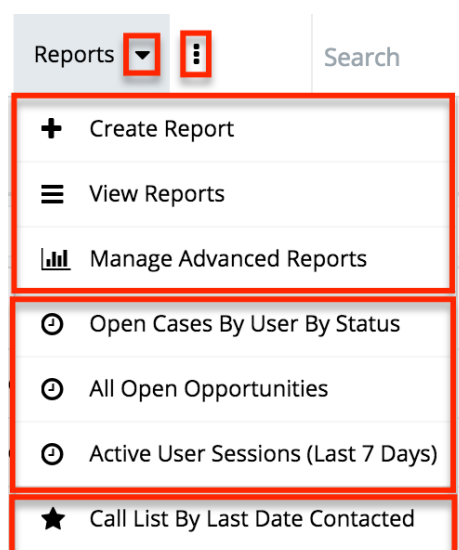 Reports
Search
Create Report
View Reports
Manage Advanced Reports
Open Cases By User By Status
All Open Opportunities
Active User Sessions (Last 7 Days)
Call List By Last Date Contacted